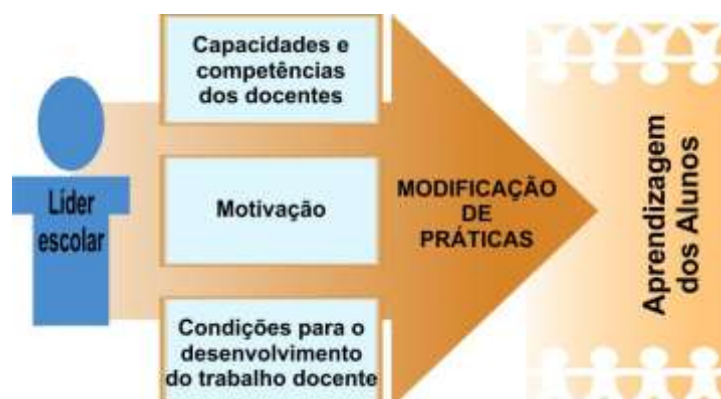 Líder
escolar
Capacidades e
competências
dos docentes
Motivação
Condições para o
desenvolvimento
do trabalho docente
MODIFICAÇÃO
DE
PRÁTICAS
Aprendizagem
dos Alunos